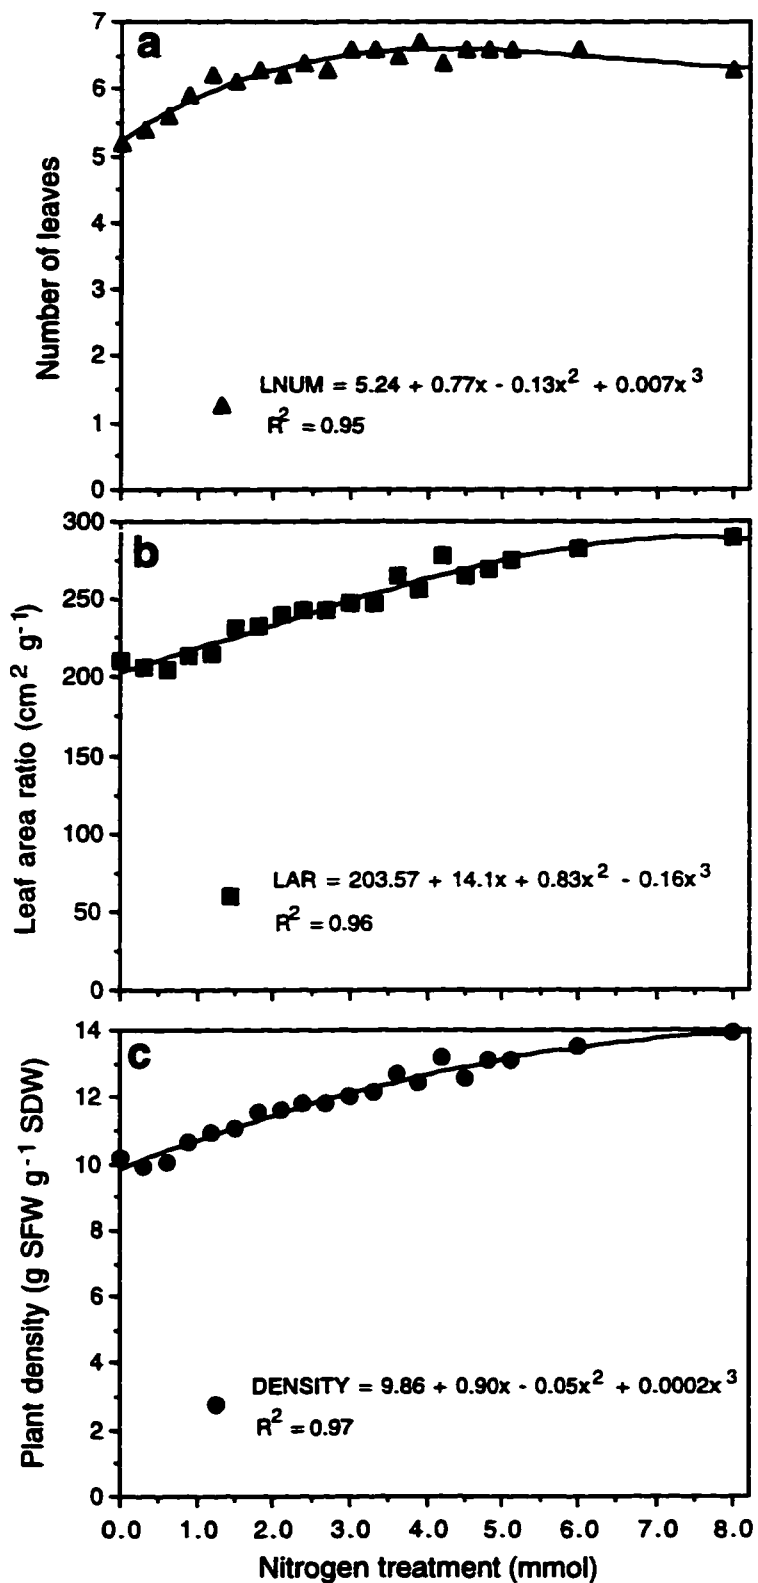 a
7
6
5
4
3
2
1
0
Number of leaves
LNUM = 5.24 + 0.77x - 0.13x² + 0.007x³
R² = 0.95
b
300
250
200
150
100
50
0
Leaf area ratio (cm² g⁻¹)
LAR = 203.57 + 14.1x + 0.83x² - 0.16x³
R² = 0.96
c
14
12
10
8
6
4
2
0
Plant density (g SFW g⁻¹ SDW)
DENSITY = 9.86 + 0.90x - 0.05x² + 0.0002x³
R² = 0.97
0.0 1.0 2.0 3.0 4.0 5.0 6.0 7.0 8.0
Nitrogen treatment (mmol)